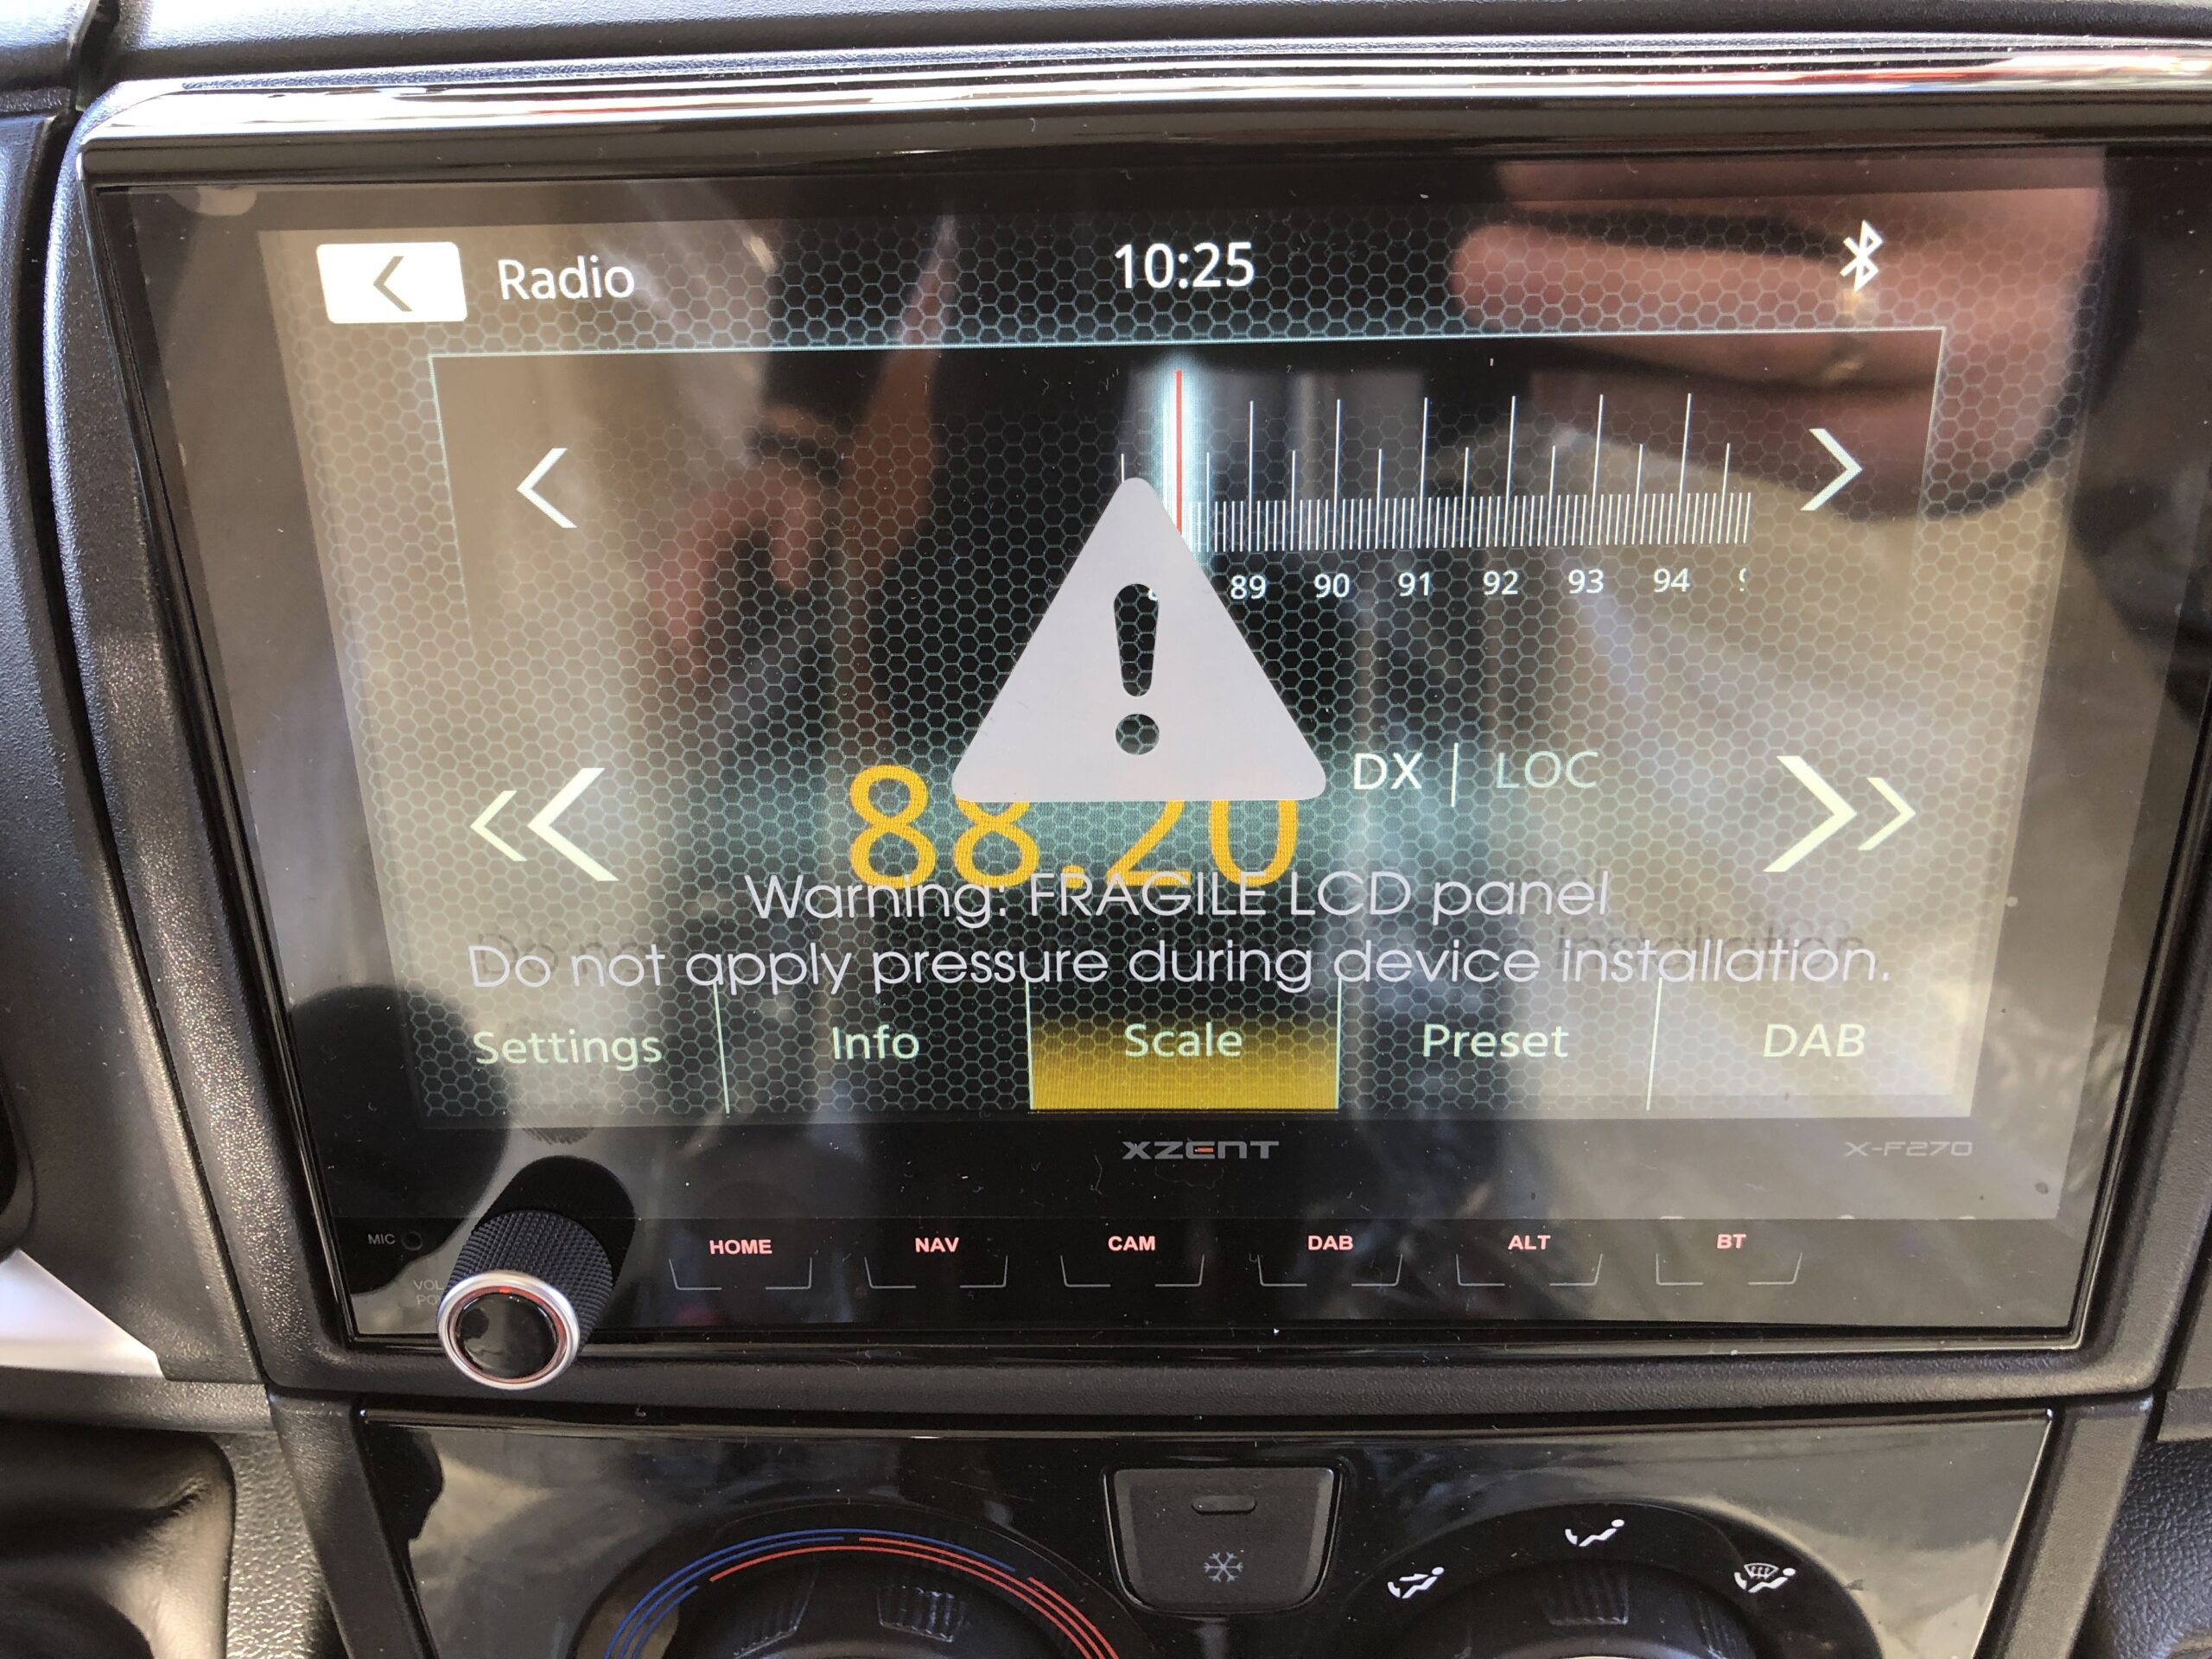 Radio
10:25
89 90 91 92 93 94
DX | LOC
88.20
Warning: FRAGILE LCD panel
Do not apply pressure during device installation.
Settings Info Scale Preset DAB
XZENT
X-F270
MIC
HOME NAV CAM DAB ALT BT
VOL